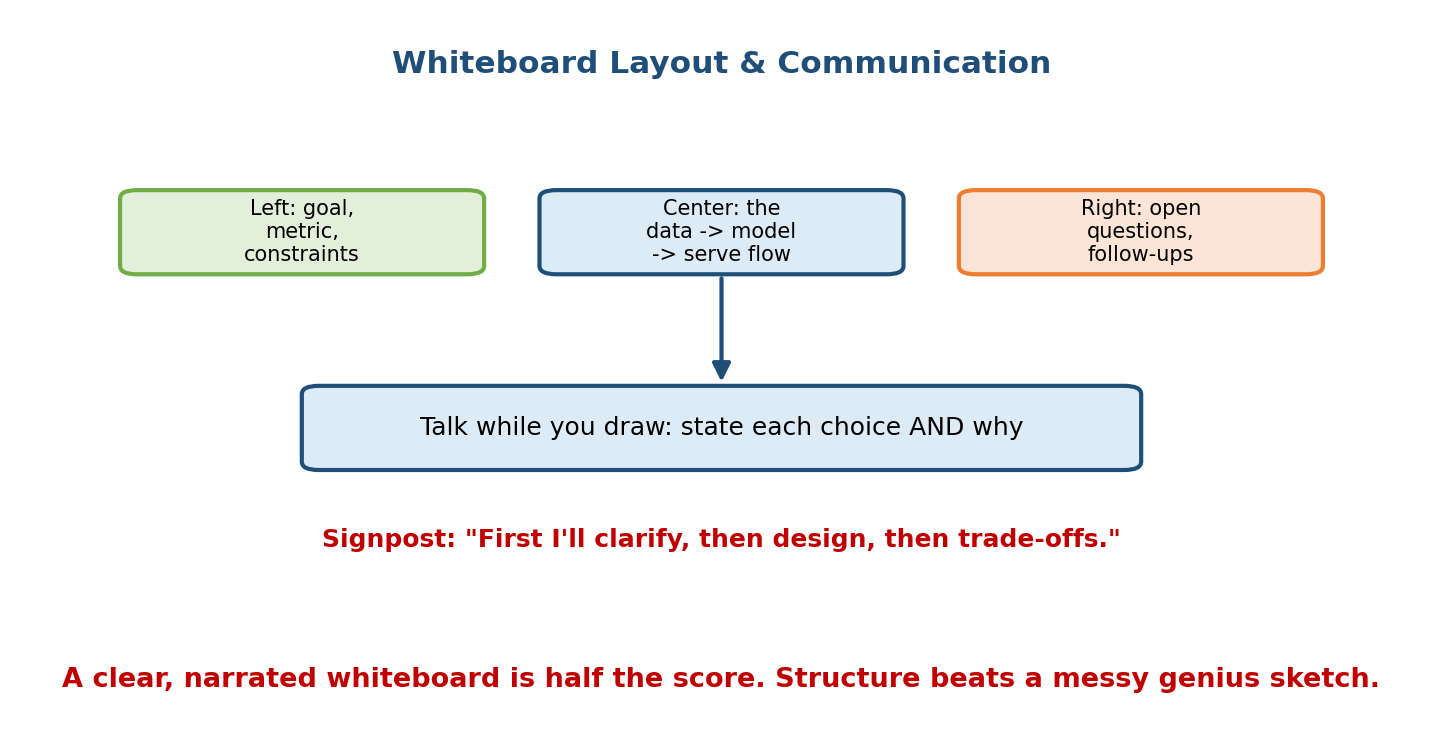 Whiteboard Layout & Communication
Left: goal,
metric,
constraints
Center: the
data -> model
-> serve flow
Right: open
questions,
follow-ups
Talk while you draw: state each choice AND why
Signpost: "First I'll clarify, then design, then trade-offs."
A clear, narrated whiteboard is half the score. Structure beats a messy genius sketch.